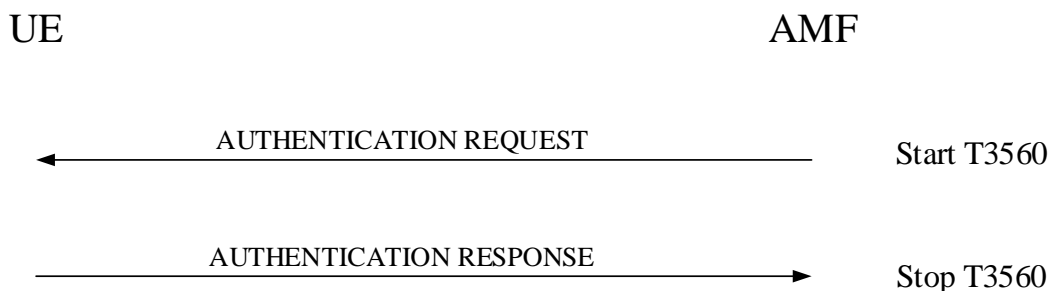 UE AMF
AUTHENTICATION REQUEST Start T3560
AUTHENTICATION RESPONSE Stop T3560